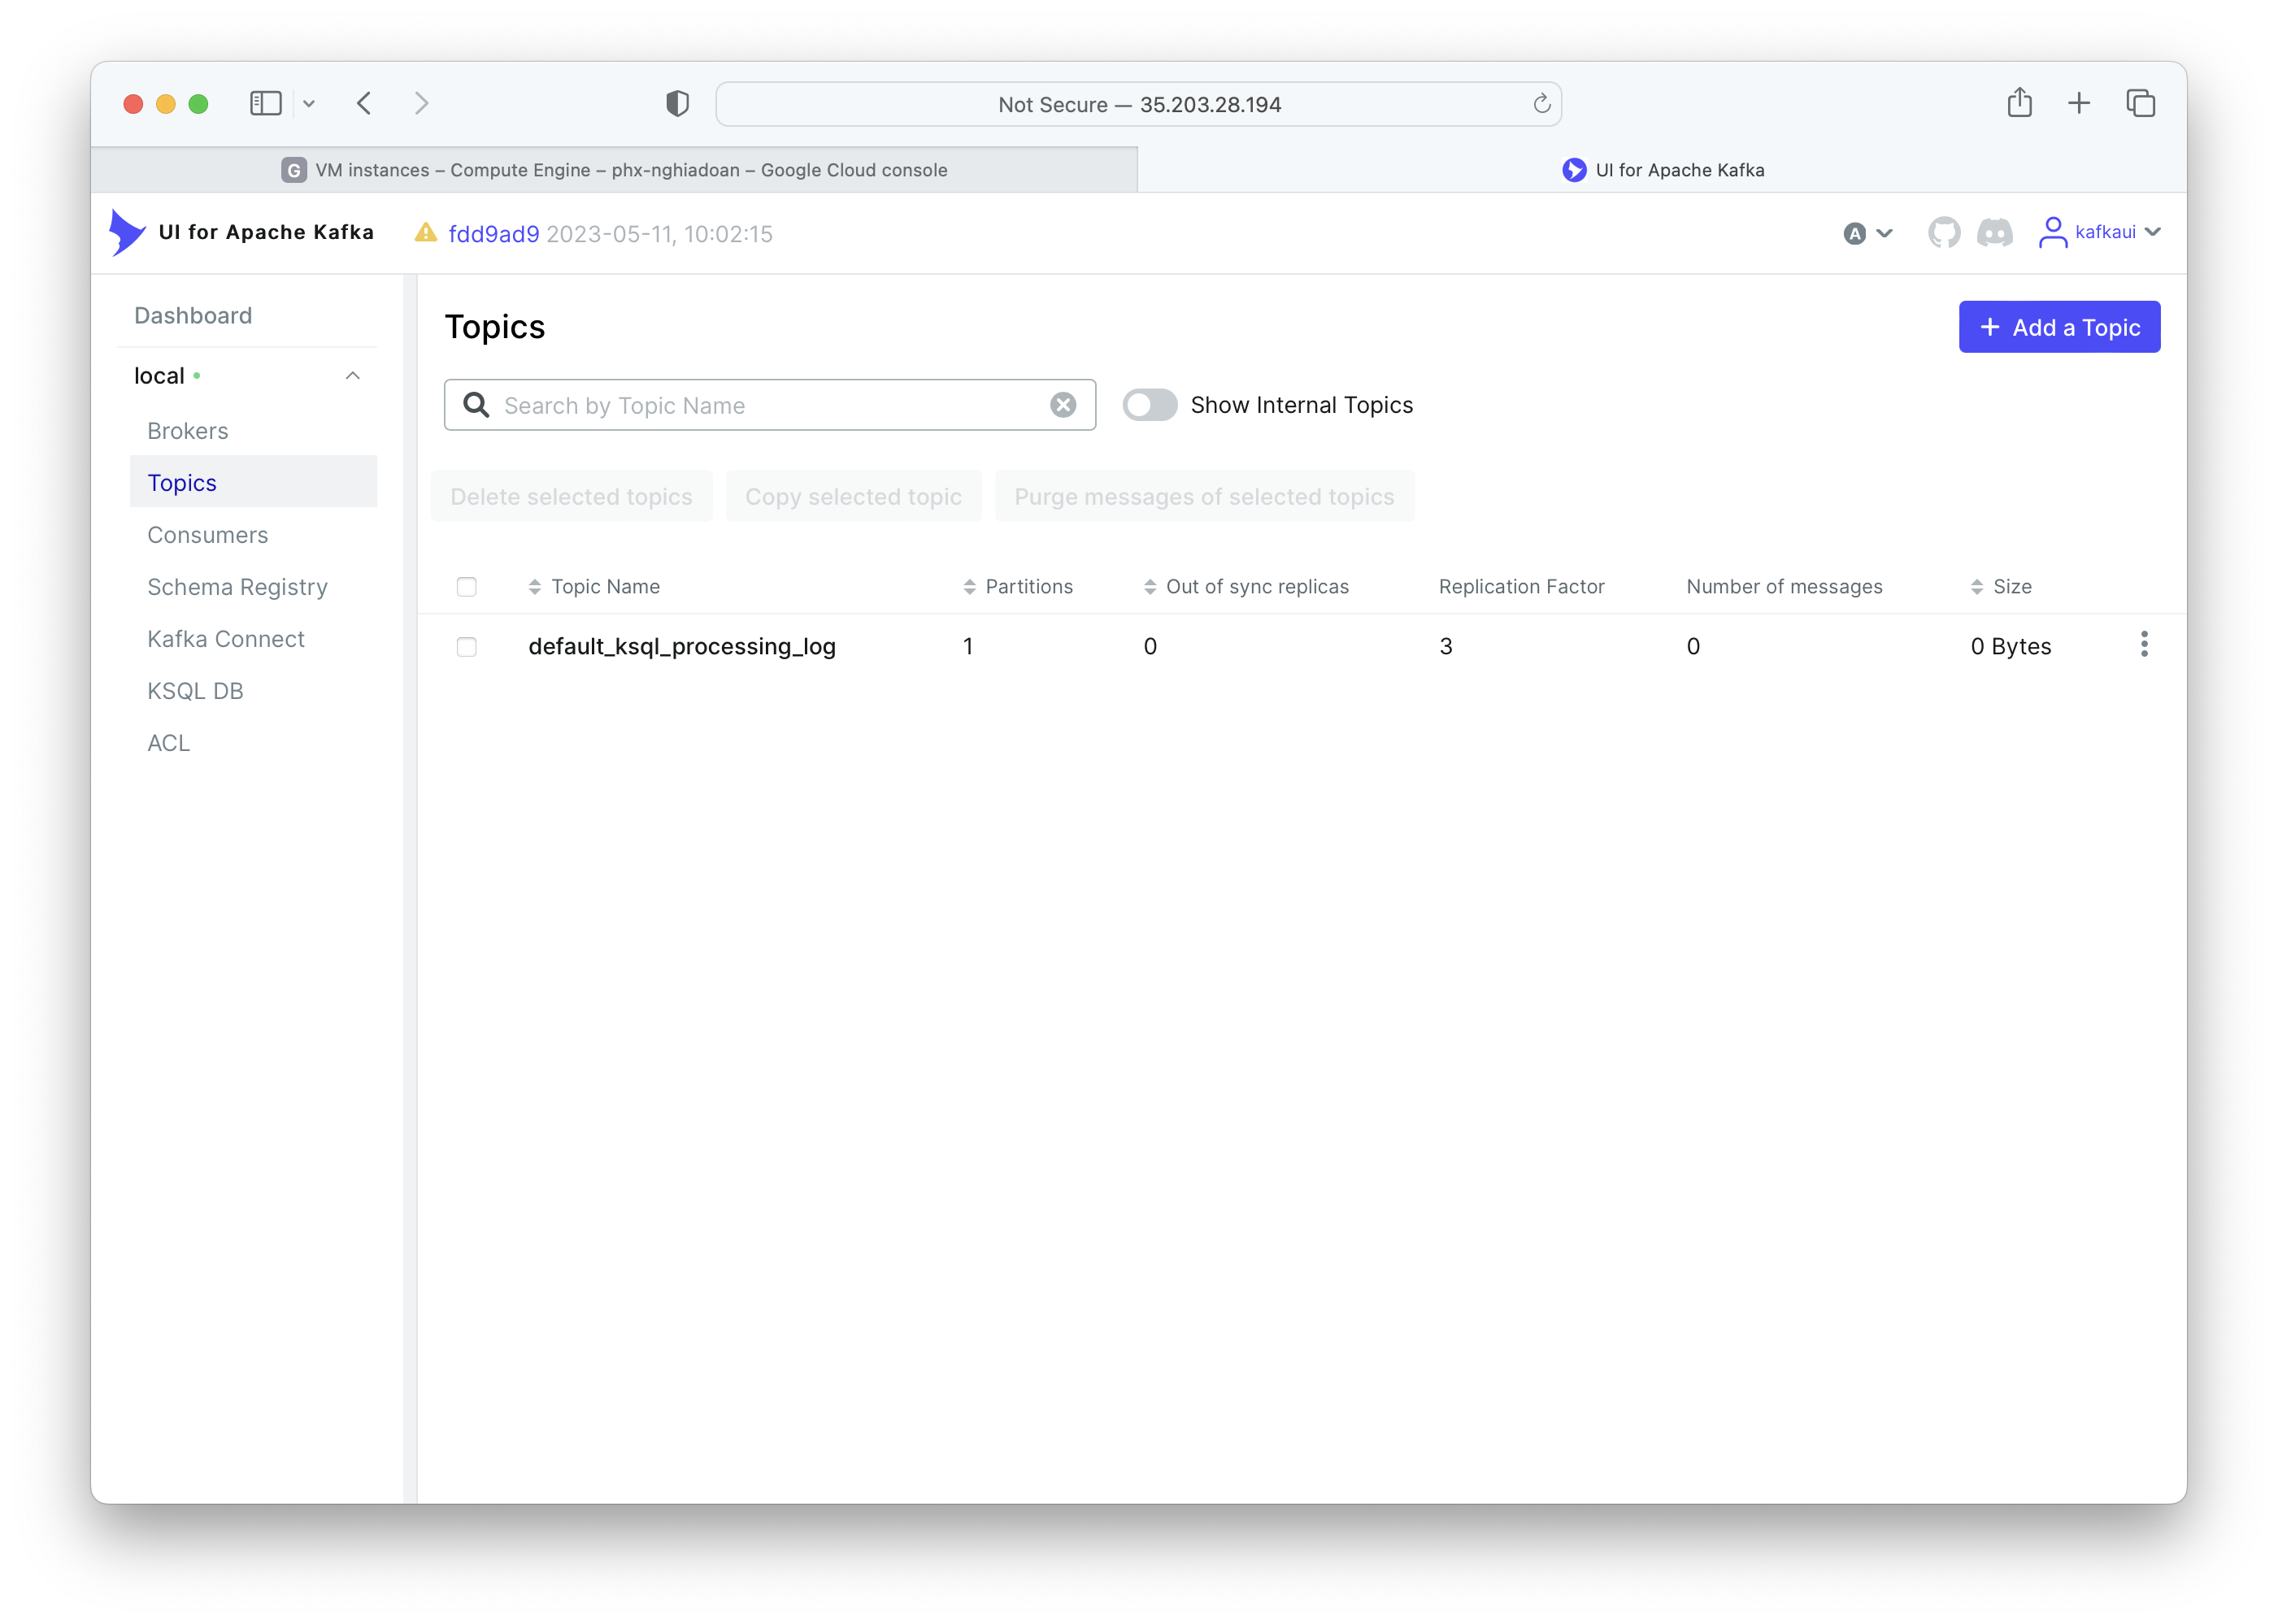 Not Secure — 35.203.28.194
G VM instances – Compute Engine – phx-nghiadoan – Google Cloud console
UI for Apache Kafka
UI for Apache Kafka
fdd9ad9 2023-05-11, 10:02:15
A
kafkaui
Dashboard
local
Brokers
Topics
Consumers
Schema Registry
Kafka Connect
KSQL DB
ACL
Topics
+ Add a Topic
Search by Topic Name
Show Internal Topics
Delete selected topics
Copy selected topic
Purge messages of selected topics
Topic Name Partitions Out of sync replicas Replication Factor Number of messages Size
default_ksql_processing_log 1 0 3 0 0 Bytes